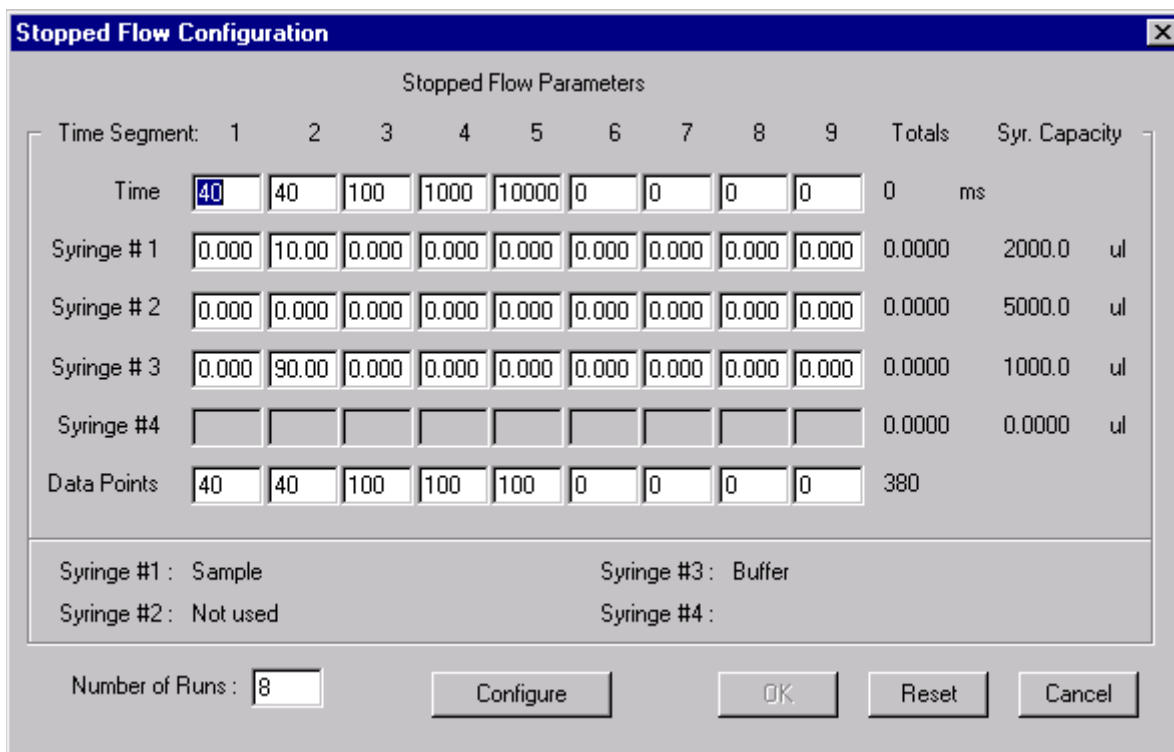 Stopped Flow Configuration
Stopped Flow Parameters
Time Segment: 1 2 3 4 5 6 7 8 9 Totals Syr. Capacity
Time 40 40 100 1000 10000 0 0 0 0 0 ms
Syringe # 1 0.000 10.00 0.000 0.000 0.000 0.000 0.000 0.000 0.000 0.0000 2000.0 ul
Syringe # 2 0.000 0.000 0.000 0.000 0.000 0.000 0.000 0.000 0.000 0.0000 5000.0 ul
Syringe # 3 0.000 90.00 0.000 0.000 0.000 0.000 0.000 0.000 0.000 0.0000 1000.0 ul
Syringe #4 0.0000 0.0000 ul
Data Points 40 40 100 100 100 0 0 0 0 380
Syringe #1 : Sample Syringe #3 : Buffer
Syringe #2 : Not used Syringe #4 :
Number of Runs : 8 Configure OK Reset Cancel